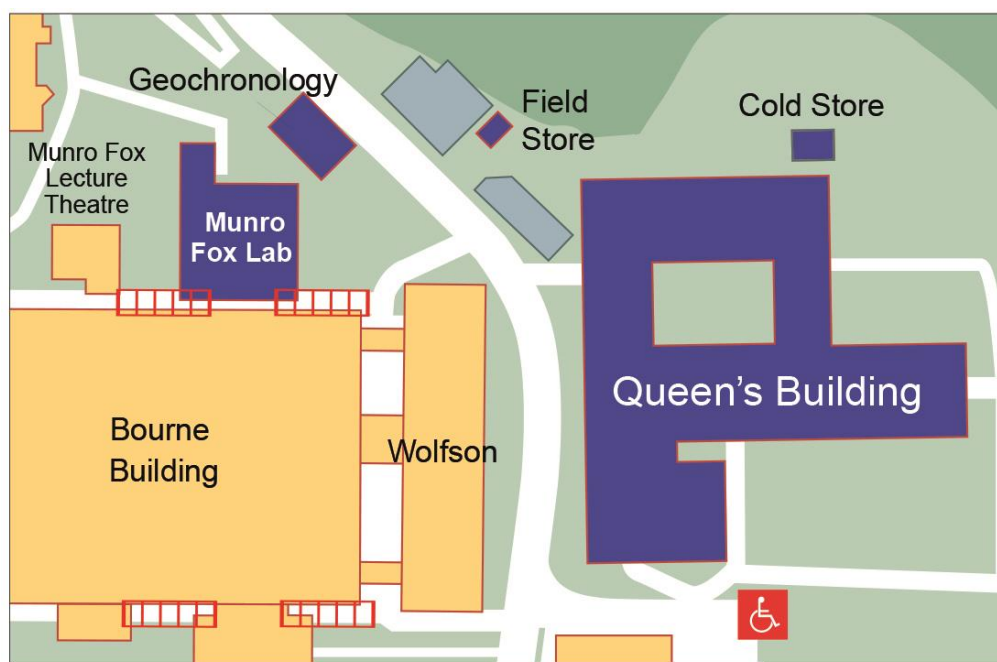 Geochronology
Field
Store
Cold Store
Munro Fox
Lecture
Theatre
Munro
Fox Lab
Queen's Building
Bourne
Building
Wolfson